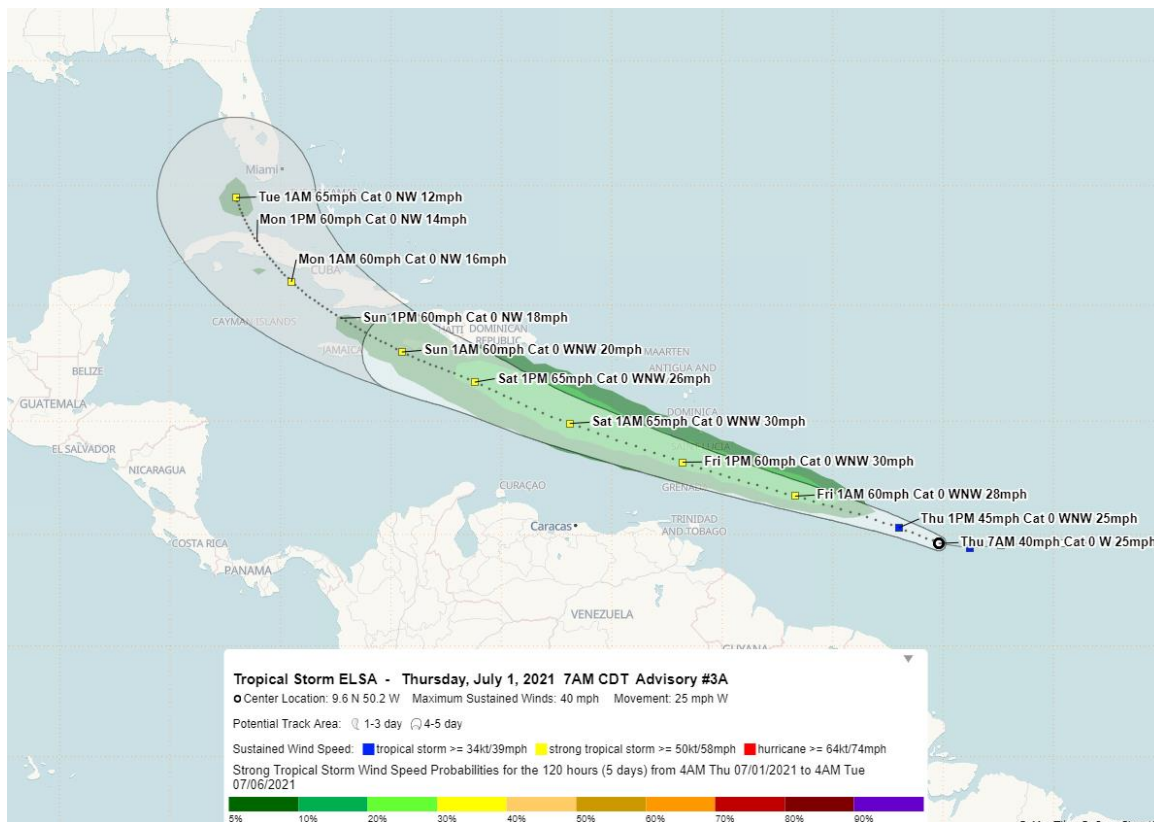 Miami
Tue 1AM 65mph Cat 0 NW 12mph
Mon 1PM 60mph Cat 0 NW 14mph
Mon 1AM 60mph Cat 0 NW 16mph
CUBA
CAYMAN ISLANDS
Sun 1PM 60mph Cat 0 NW 18mph
HAITI
DOMINICAN
REPUBLIC
JAMAICA
Sun 1AM 60mph Cat 0 WNW 20mph
MAARTEN
ANTIGUA AND
BELIZE
Sat 1PM 65mph Cat 0 WNW 26mph
GUATEMALA
DOMINICA
Sat 1AM 65mph Cat 0 WNW 30mph
EL SALVADOR
NICARAGUA
Fri 1PM 60mph Cat 0 WNW 30mph
CURAÇAO
GRENADA
Fri 1AM 60mph Cat 0 WNW 28mph
Caracas
TRINIDAD
AND TOBAGO
Thu 1PM 45mph Cat 0 WNW 25mph
COSTA RICA
Thu 7AM 40mph Cat 0 W 25mph
PANAMA
VENEZUELA
GUYANA
Tropical Storm ELSA - Thursday, July 1, 2021 7AM CDT Advisory #3A
Center Location: 9.6 N 50.2 W Maximum Sustained Winds: 40 mph Movement: 25 mph W
Potential Track Area: 1-3 day 4-5 day
Sustained Wind Speed: tropical storm >= 34kt/39mph strong tropical storm >= 50kt/58mph hurricane >= 64kt/74mph
Strong Tropical Storm Wind Speed Probabilities for the 120 hours (5 days) from 4AM Thu 07/01/2021 to 4AM Tue
07/06/2021
5% 10% 20% 30% 40% 50% 60% 70% 80% 90%